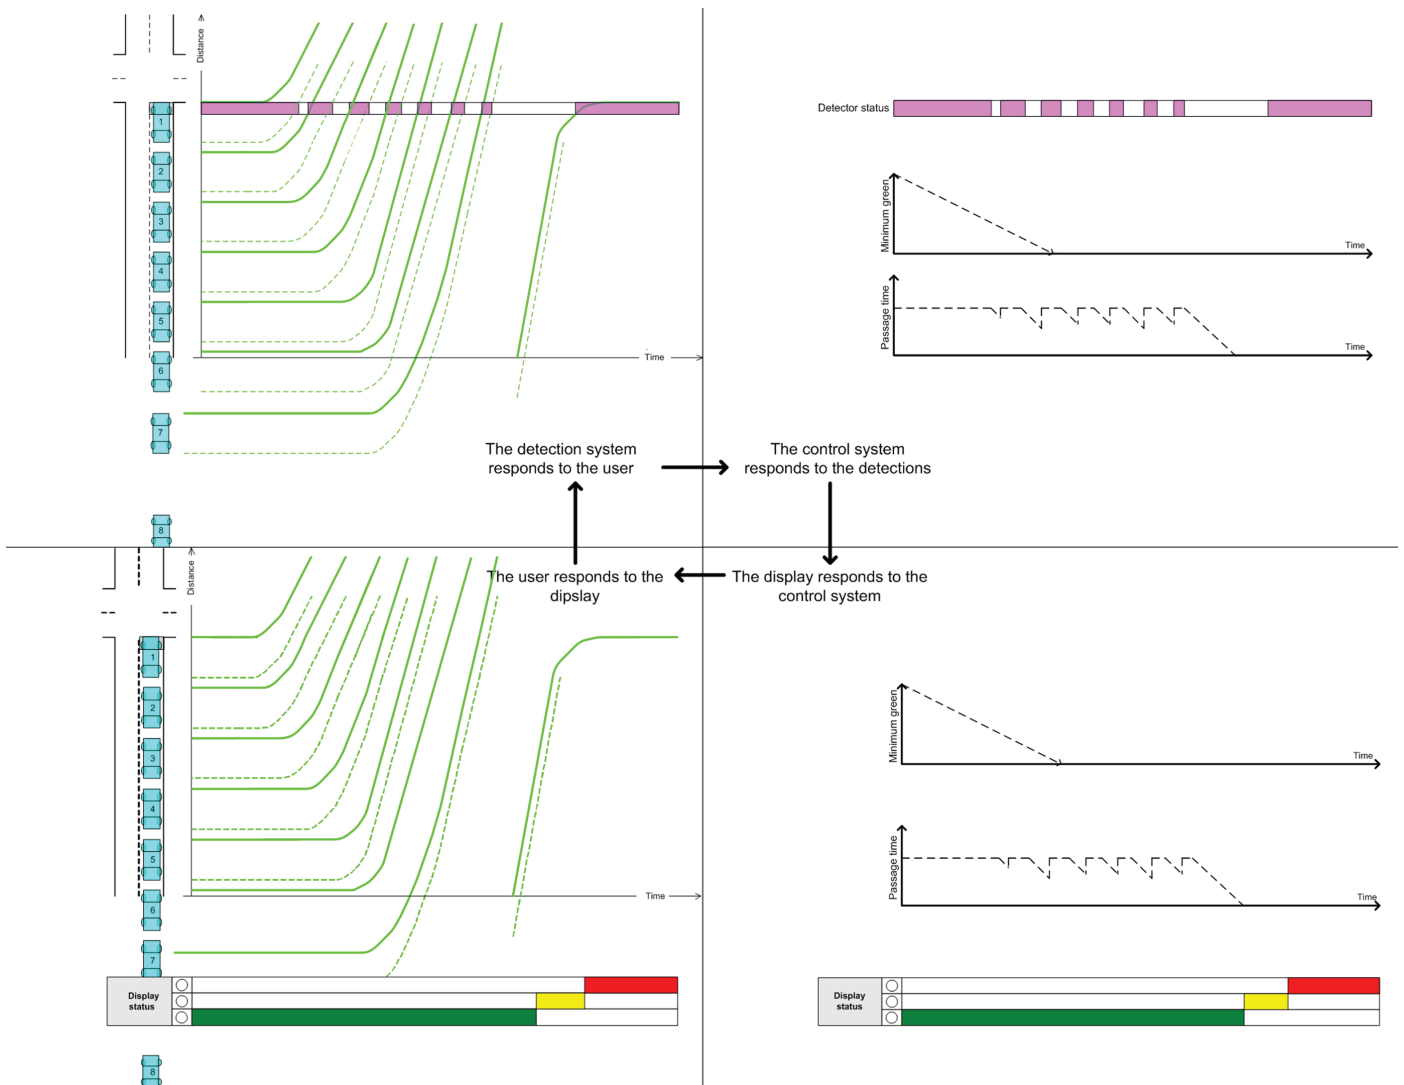 Distance
1
2
3
4
5
6
7
8
Time
Detector status
Minimum green
Time
Passage time
Time
The detection system
responds to the user
The control system
responds to the detections
The user responds to the
dipslay
The display responds to the
control system
Distance
1
2
3
4
5
6
7
8
Time
Display
status
Minimum green
Time
Passage time
Time
Display
status